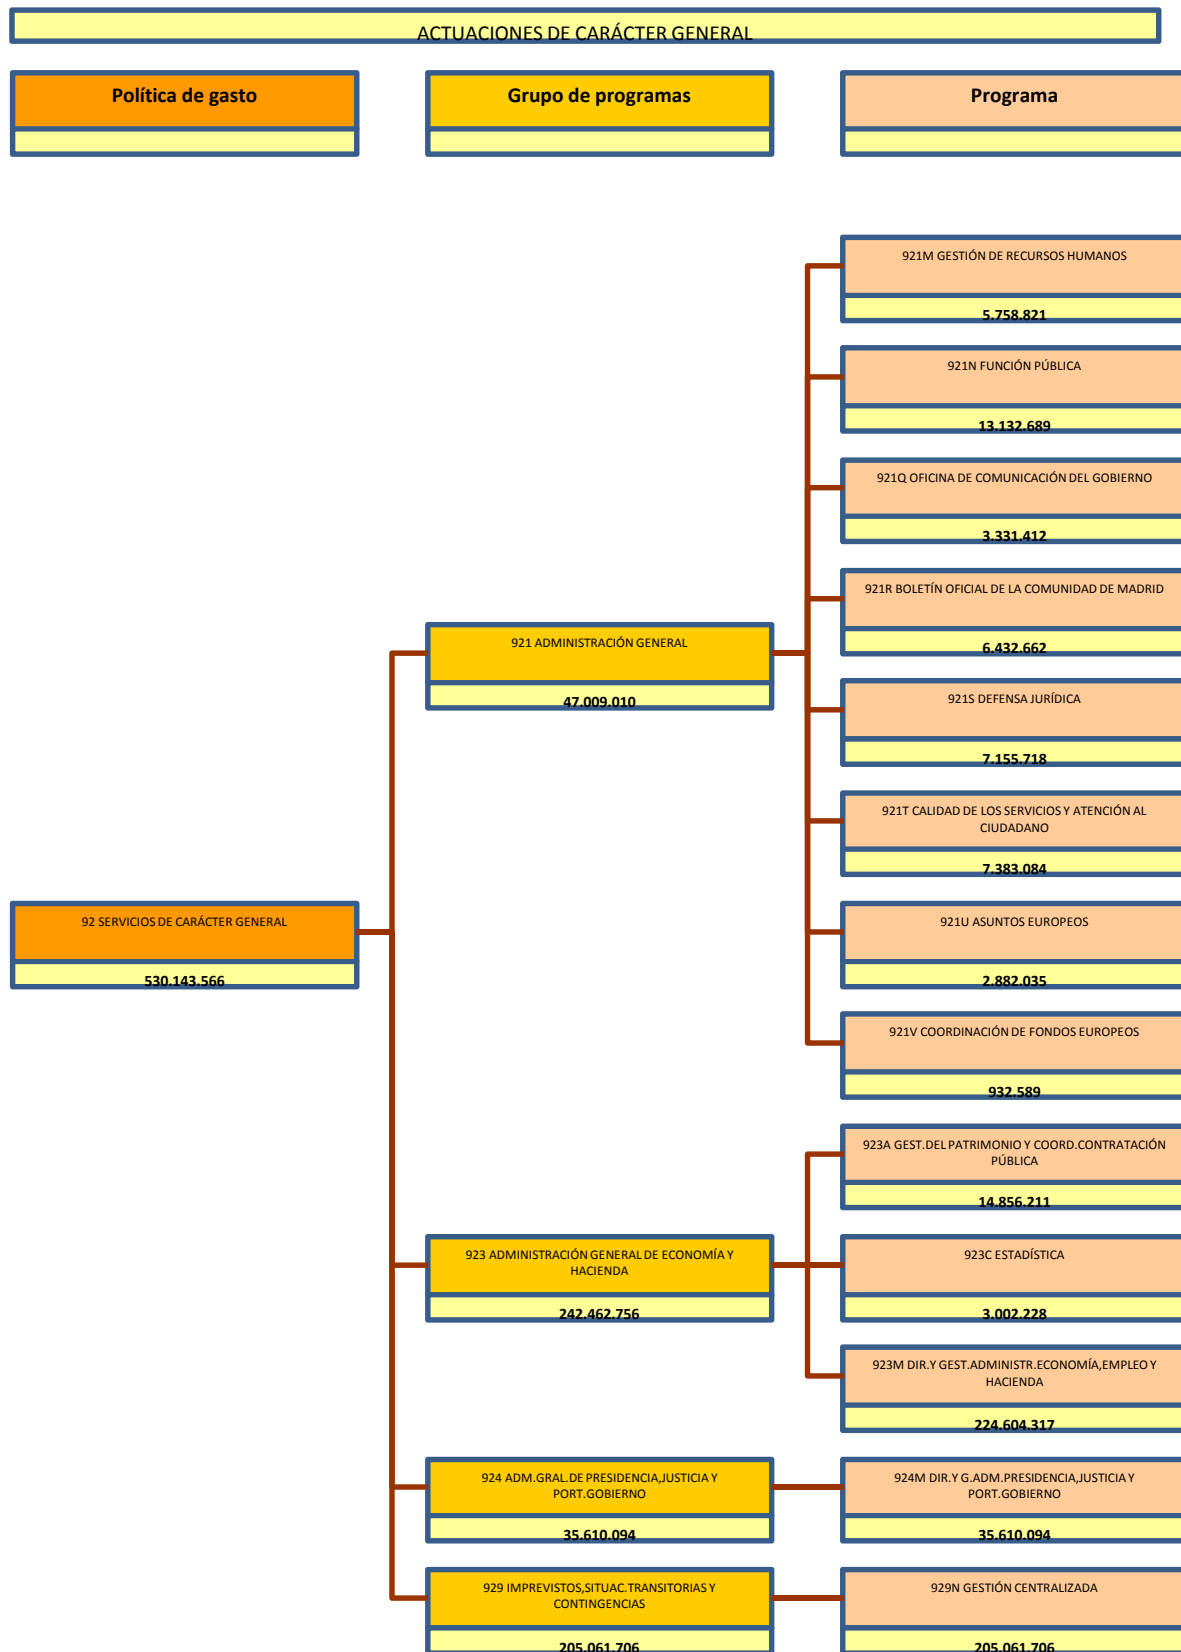 ACTUACIONES DE CARÁCTER GENERAL
Política de gasto
Grupo de programas
Programa
921M GESTIÓN DE RECURSOS HUMANOS
5.758.821
921N FUNCIÓN PÚBLICA
13.132.689
921Q OFICINA DE COMUNICACIÓN DEL GOBIERNO
3.331.412
921R BOLETÍN OFICIAL DE LA COMUNIDAD DE MADRID
6.432.662
921 ADMINISTRACIÓN GENERAL
47.009.010
921S DEFENSA JURÍDICA
7.155.718
921T CALIDAD DE LOS SERVICIOS Y ATENCIÓN AL
CIUDADANO
7.383.084
92 SERVICIOS DE CARÁCTER GENERAL
530.143.566
921U ASUNTOS EUROPEOS
2.882.035
921V COORDINACIÓN DE FONDOS EUROPEOS
932.589
923A GEST.DEL PATRIMONIO Y COORD.CONTRATACIÓN
PÚBLICA
14.856.211
923 ADMINISTRACIÓN GENERAL DE ECONOMÍA Y
HACIENDA
242.462.756
923C ESTADÍSTICA
3.002.228
923M DIR.Y GEST.ADMINISTR.ECONOMÍA,EMPLEO Y
HACIENDA
224.604.317
924 ADM.GRAL.DE PRESIDENCIA,JUSTICIA Y
PORT.GOBIERNO
35.610.094
924M DIR.Y G.ADM.PRESIDENCIA,JUSTICIA Y
PORT.GOBIERNO
35.610.094
929 IMPREVISTOS,SITUAC.TRANSITORIAS Y
CONTINGENCIAS
205.061.706
929N GESTIÓN CENTRALIZADA
205.061.706